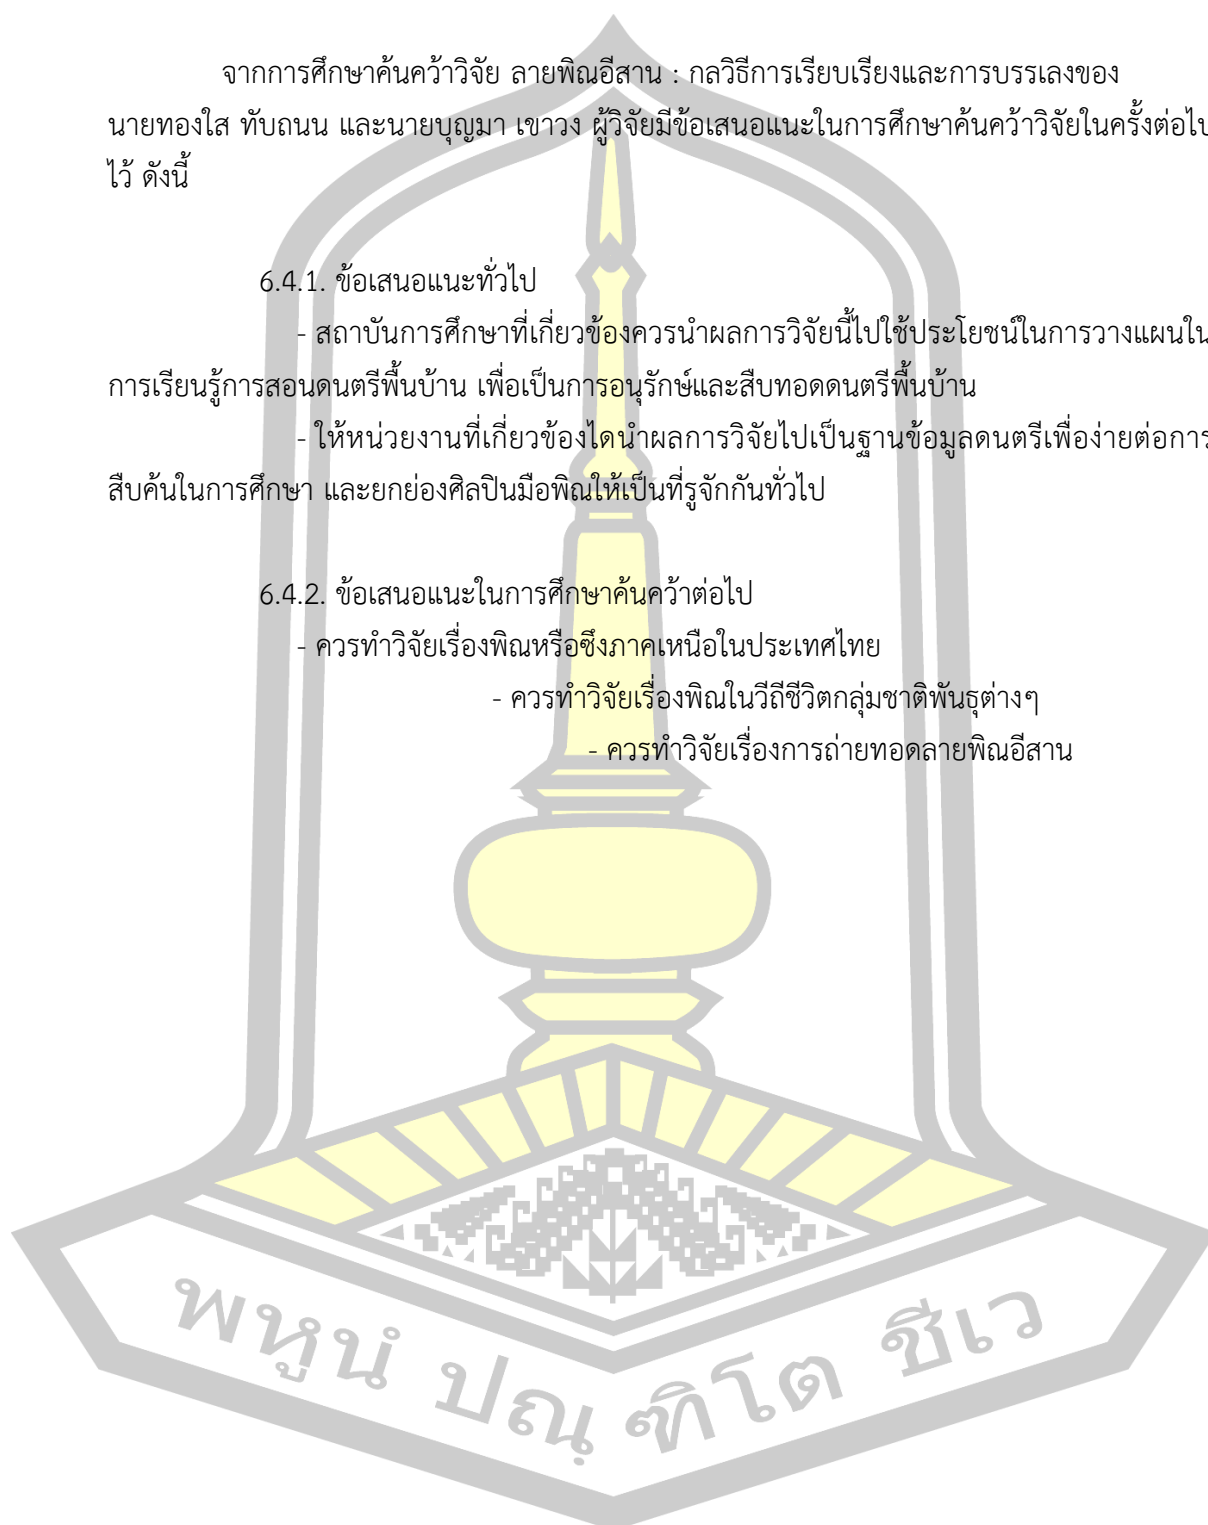 จากการศึกษาค้นคว้าวิจัย ลายพิณอีสาน : กลวิธีการเรียบเรียงและการบรรเลงของ
นายทองใส ทับถนน และนายบุญมา เขาวง ผู้วิจัยมีข้อเสนอแนะในการศึกษาค้นคว้าวิจัยในครั้งต่อไป
ไว้ ดังนี้
6.4.1. ข้อเสนอแนะทั่วไป
- สถาบันการศึกษาที่เกี่ยวข้องควรนำผลการวิจัยนี้ไปใช้ประโยชน์ในการวางแผนใน
การเรียนรู้การสอนดนตรีพื้นบ้าน เพื่อเป็นการอนุรักษ์และสืบทอดดนตรีพื้นบ้าน
- ให้หน่วยงานที่เกี่ยวข้องไดนำผลการวิจัยไปเป็นฐานข้อมูลดนตรีเพื่อง่ายต่อการ
สืบค้นในการศึกษา และยกย่องศิลปินมือพิณให้เป็นที่รูจักกันทั่วไป
6.4.2. ข้อเสนอแนะในการศึกษาค้นคว้าต่อไป
- ควรทำวิจัยเรื่องพิณหรือซึงภาคเหนือในประเทศไทย
- ควรทำวิจัยเรื่องพิณในวีถีชีวิตกลุ่มชาติพันธุต่างๆ
- ควรทำวิจัยเรื่องการถ่ายทอดลายพิณอีสาน
พหูนํ ปณฺฑิโต ชีเว